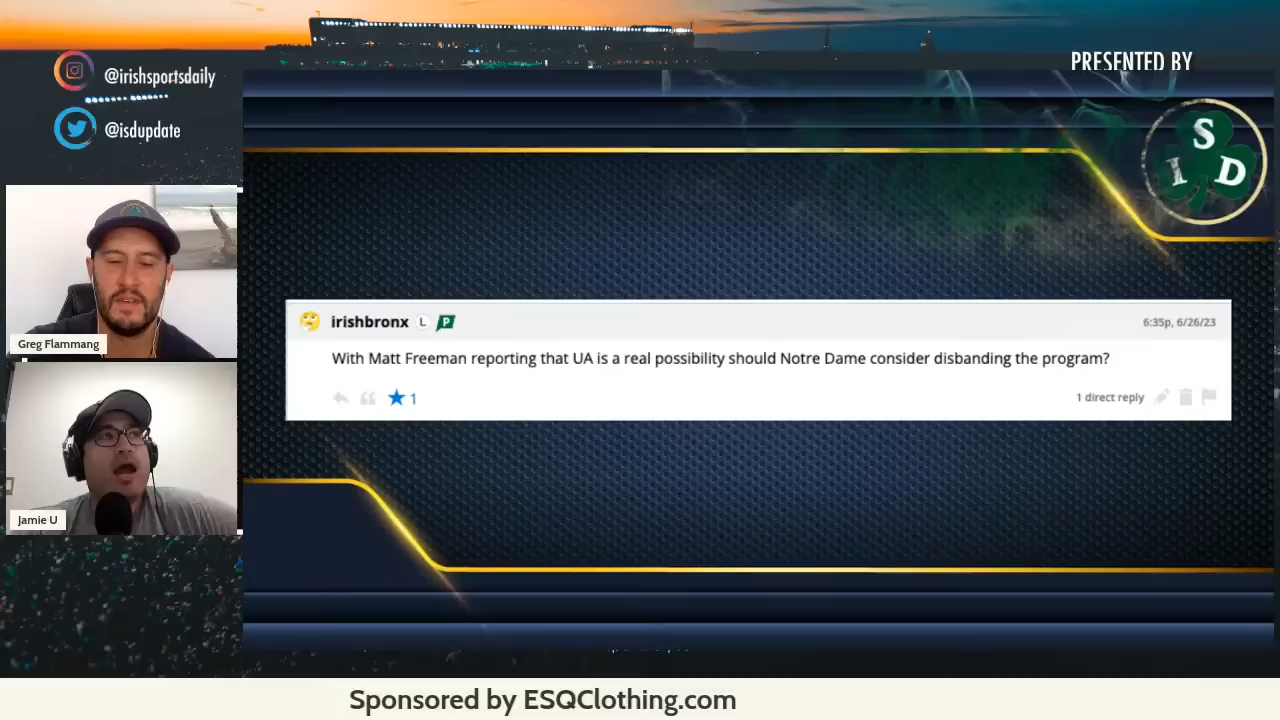 @irishsportsdaily
@isdupdate
PRESENTED BY
S
I D
Greg Flammang
Jamie U
irishbronx L P
6:35p, 6/26/23
With Matt Freeman reporting that UA is a real possibility should Notre Dame consider disbanding the program?
1
1 direct reply
Sponsored by ESQClothing.com